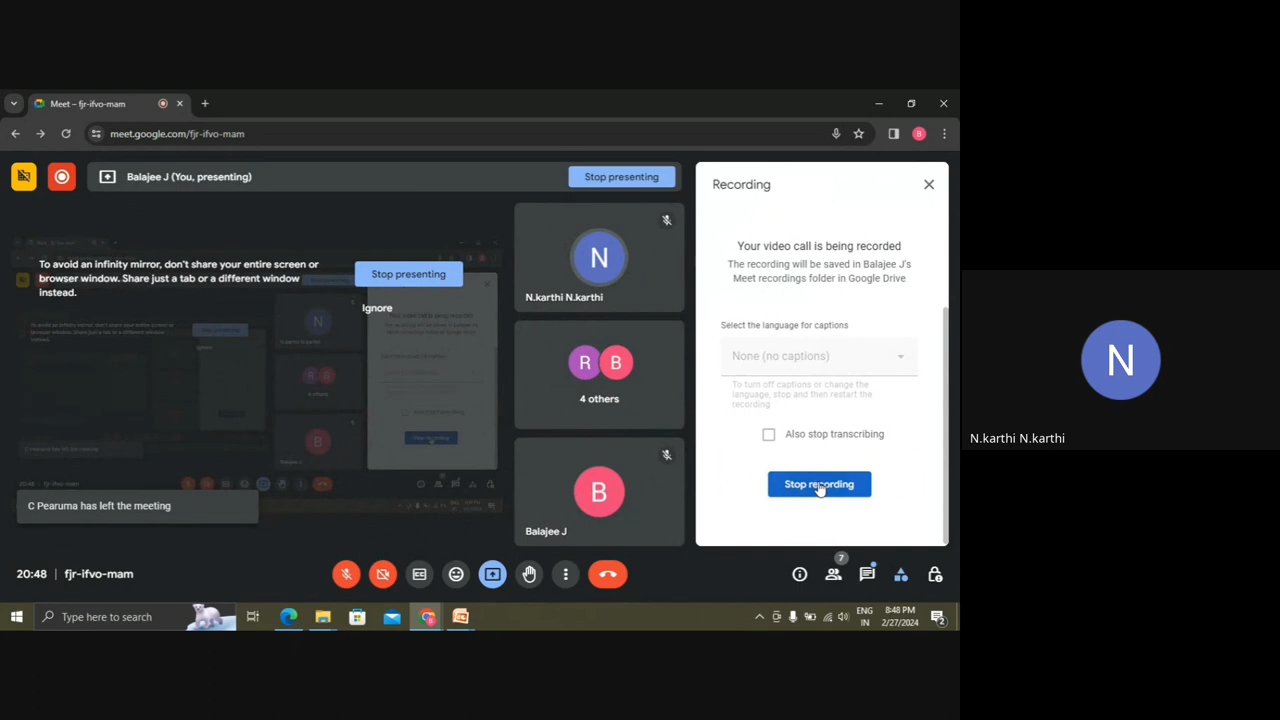 Meet – fjr-ifvo-mam
meet.google.com/fjr-ifvo-mam
B
Balajee J (You, presenting)
Stop presenting
To avoid an infinity mirror, don't share your entire screen or
browser window. Share just a tab or a different window
instead.
Stop presenting
Ignore
C Pearuma has left the meeting
N
N.karthi N.karthi
R B
4 others
B
Balajee J
Recording
Your video call is being recorded
The recording will be saved in Balajee J's
Meet recordings folder in Google Drive
Select the language for captions
None (no captions)
To turn off captions or change the
language, stop and then restart the
recording
Also stop transcribing
Stop recording
N
N.karthi N.karthi
20:48 | fjr-ifvo-mam
7
Type here to search
ENG
IN
8:48 PM
2/27/2024
2